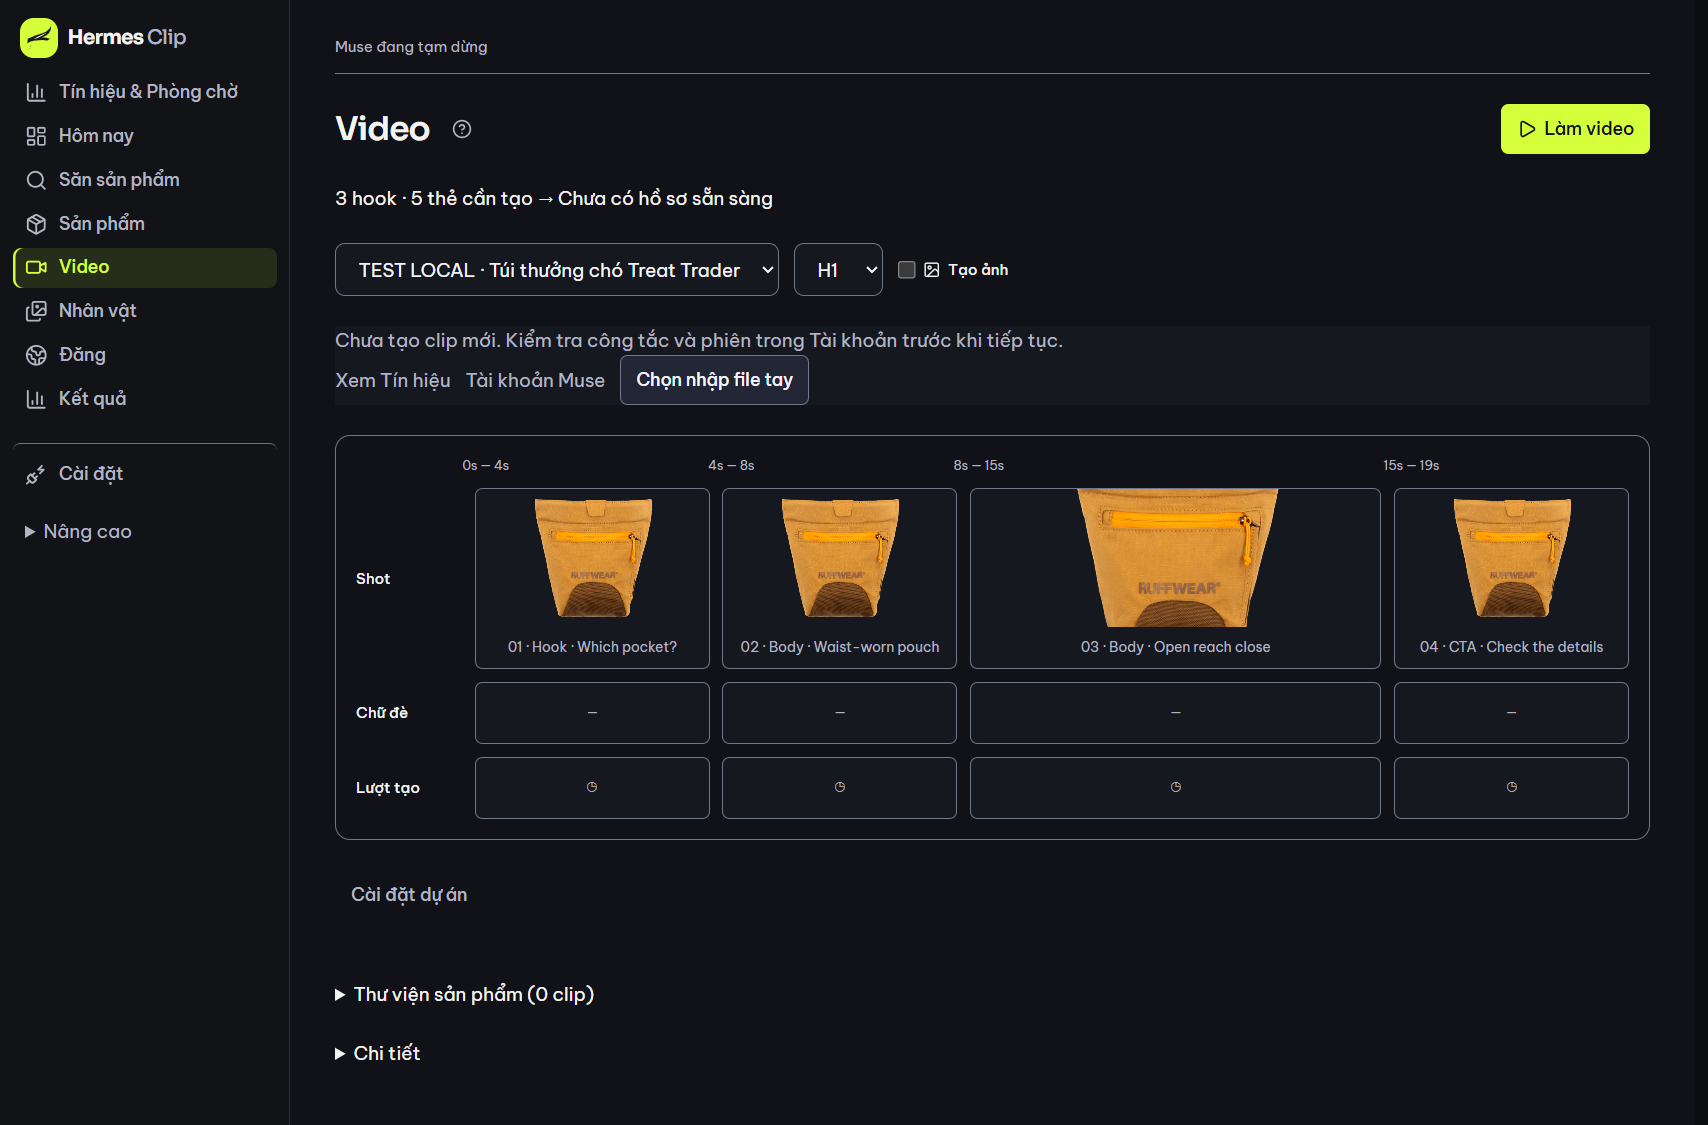 Hermes Clip
Tín hiệu & Phòng chờ
Hôm nay
Săn sản phẩm
Sản phẩm
Video
Nhân vật
Đăng
Kết quả
Cài đặt
Nâng cao
Muse đang tạm dừng
Video
Làm video
3 hook · 5 thẻ cần tạo → Chưa có hồ sơ sẵn sàng
TEST LOCAL · Túi thưởng chó Treat Trader
H1
Tạo ảnh
Chưa tạo clip mới. Kiểm tra công tắc và phiên trong Tài khoản trước khi tiếp tục.
Xem Tín hiệu Tài khoản Muse Chọn nhập file tay
0s – 4s 4s – 8s 8s – 15s 15s – 19s
Shot
RUFFWEAR RUFFWEAR RUFFWEAR® RUFFWEAR
01 · Hook · Which pocket? 02 · Body · Waist-worn pouch 03 · Body · Open reach close 04 · CTA · Check the details
Chữ đè – – – –
Lượt tạo
Cài đặt dự án
Thư viện sản phẩm (0 clip)
Chi tiết